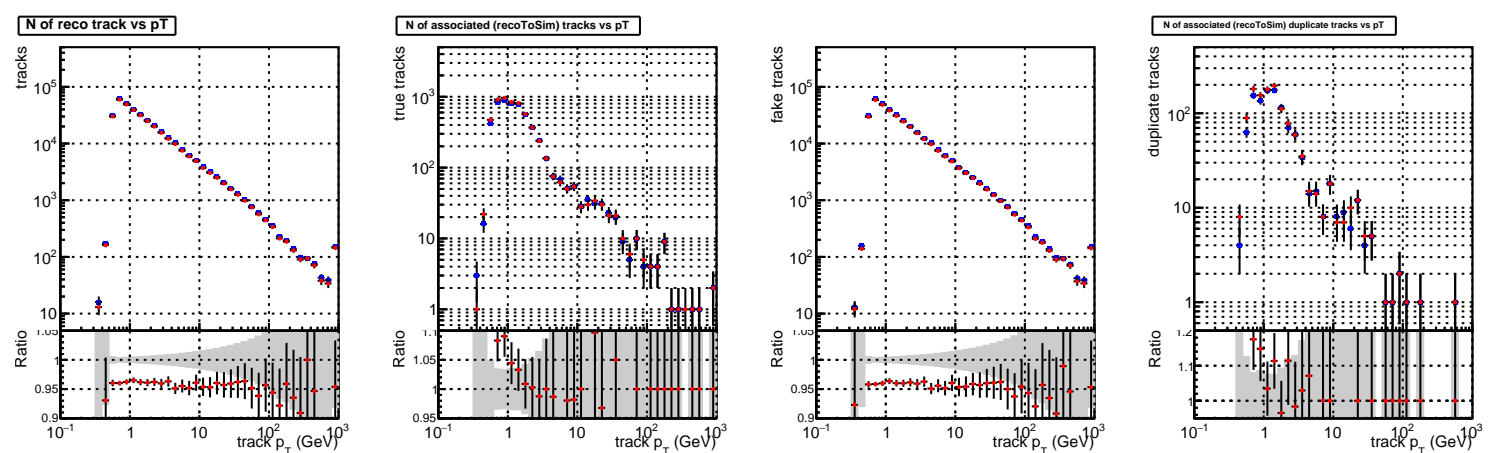 N of reco track vs pT
tracks
10^5
10^4
10^3
10^2
10
Ratio
1.05
1
0.95
0.9
10^-1 1 10 10^2 10^3
track p_T (GeV)
N of associated (recoToSim) tracks vs pT
true tracks
10^3
10^2
10
1
Ratio
1.1
1.05
1
0.95
10^-1 1 10 10^2 10^3
track p_T (GeV)
fake tracks
10^5
10^4
10^3
10^2
10
Ratio
1.05
1
0.95
0.9
10^-1 1 10 10^2 10^3
track p_T (GeV)
N of associated (recoToSim) duplicate tracks vs pT
duplicate tracks
10^2
10
1
Ratio
1.2
1.1
1
10^-1 1 10 10^2 10^3
track p_T (GeV)